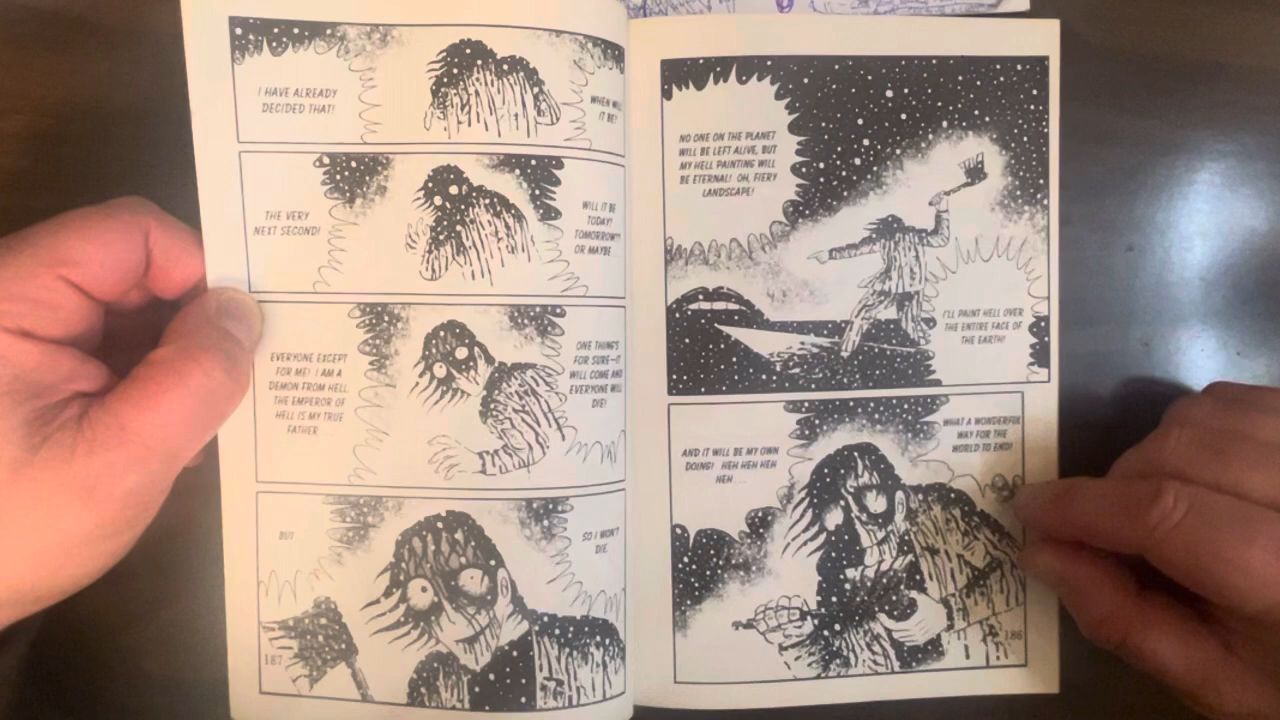 NO ONE ON THE PLANET
WILL BE LEFT ALIVE, BUT
MY HELL PAINTING WILL
BE ETERNAL! OH, FIERY
LANDSCAPE!
I'LL PAINT HELL OVER
THE ENTIRE FACE OF
THE EARTH!
WHAT A WONDERFUL
WAY FOR THE
WORLD TO END!
AND IT WILL BE MY OWN
DOING! HEH HEH HEH
HEH . . .
186
WHEN WILL
IT BE?
I HAVE ALREADY
DECIDED THAT!
WILL IT BE
TODAY?
TOMORROW?
OR MAYBE
THE VERY
NEXT SECOND!
ONE THING'S
FOR SURE—IT
WILL COME AND
EVERYONE WILL
DIE!
EVERYONE EXCEPT
FOR ME! I AM A
DEMON FROM HELL.
THE EMPEROR OF
HELL IS MY TRUE
FATHER
SO I WON'T
DIE.
BUT
187